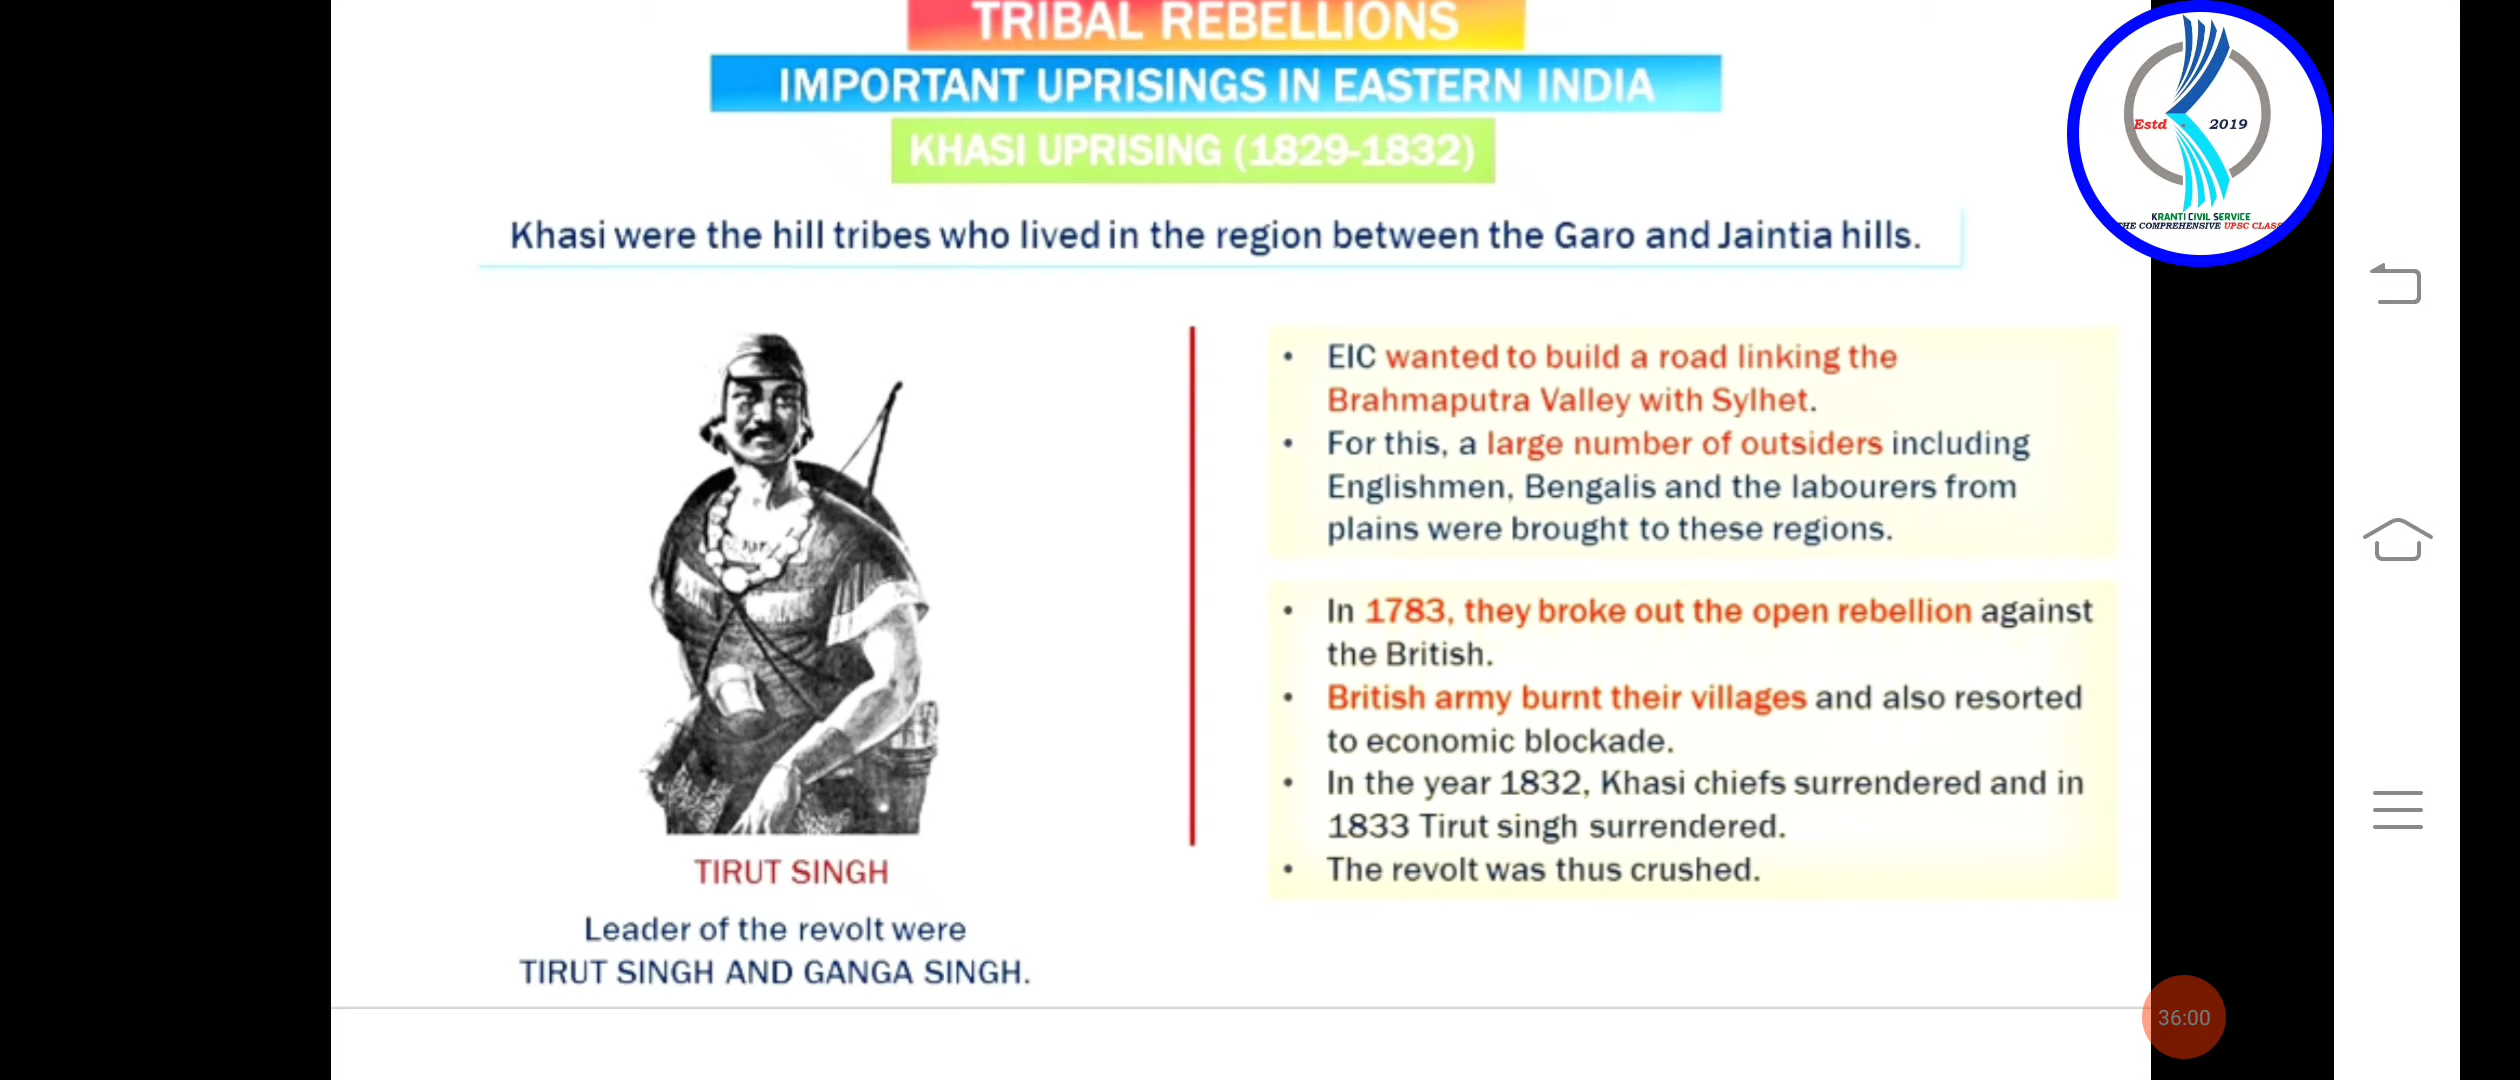 TRIBAL REBELLIONS
IMPORTANT UPRISINGS IN EASTERN INDIA
KHASI UPRISING (1829-1832)
Khasi were the hill tribes who lived in the region between the Garo and Jaintia hills.
• EIC wanted to build a road linking the
Brahmaputra Valley with Sylhet.
• For this, a large number of outsiders including
Englishmen, Bengalis and the labourers from
plains were brought to these regions.
• In 1783, they broke out the open rebellion against
the British.
• British army burnt their villages and also resorted
to economic blockade.
• In the year 1832, Khasi chiefs surrendered and in
1833 Tirut singh surrendered.
• The revolt was thus crushed.
TIRUT SINGH
Leader of the revolt were
TIRUT SINGH AND GANGA SINGH.
Estd 2019
KRANTI CIVIL SERVICE
THE COMPREHENSIVE UPSC CLASS
36:00